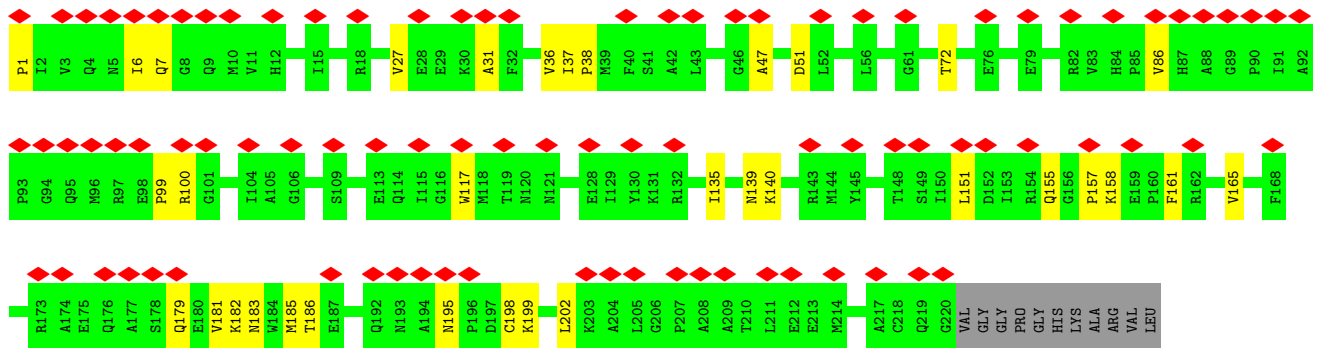 P1 V3 Q4 N5 I6 Q7 G8 Q9 M10 H12 I15 R18 V27 E28 K30 A31 F32 V36 I37 P38 F40 A42 L43 G46 A47 D51 L52 L56 G61 T72 E76 E79 R82 H84 V86 H87 A88 G89 P90 I91 A92
I2 V11 E29 M39 S41 V83 P85
P93 G94 Q95 M96 R97 E98 P99 R100 G101 I104 A105 G106 S109 E113 Q114 I115 G116 W117 M118 T119 N120 N121 E128 I129 Y130 K131 R132 I135 N139 K140 R143 M144 Y145 T148 S149 I150 L151 D152 I153 R154 Q155 G156 P157 K158 E159 P160 F161 R162 V165 F168
R173 A174 E175 Q176 A177 S178 Q179 E180 V181 K182 N183 W184 M185 T186 E187 Q192 N193 A194 N195 P196 D197 C198 K199 L202 K203 A204 L205 G206 P207 A208 A209 T210 L211 E212 E213 M214 A217 C218 Q219 G220 VAL GLY GLY PRO GLY HIS LYS ALA ARG VAL LEU